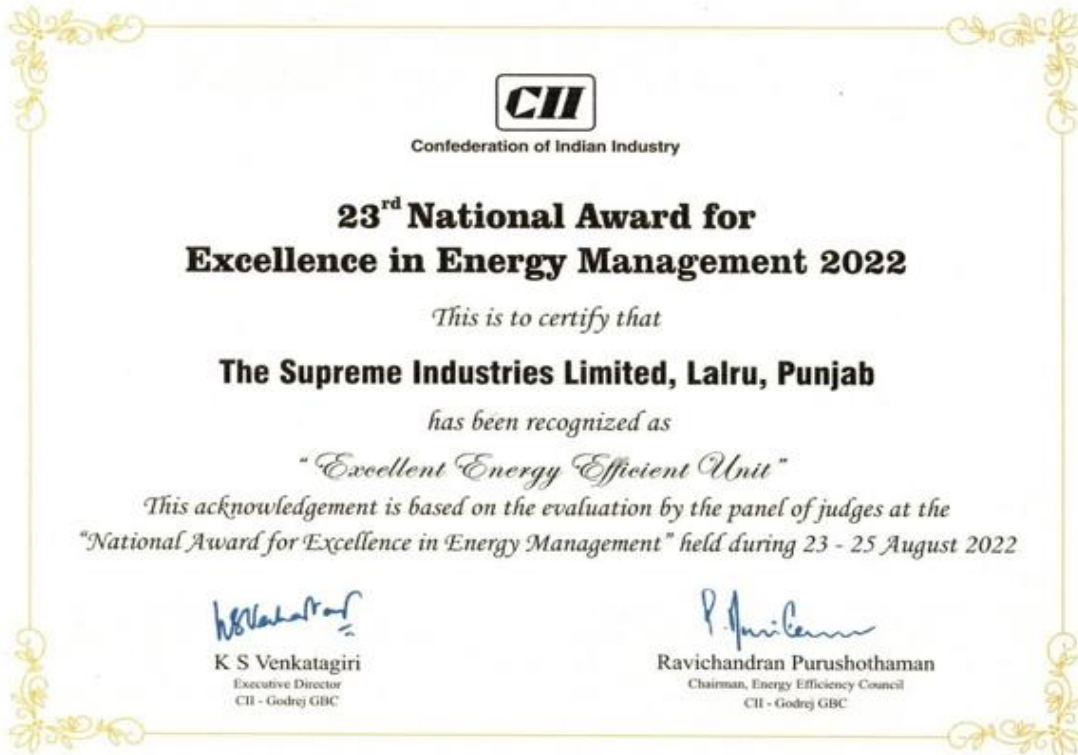 CII
Confederation of Indian Industry
23rd National Award for
Excellence in Energy Management 2022
This is to certify that
The Supreme Industries Limited, Lalru, Punjab
has been recognized as
“Excellent Energy Efficient Unit”
This acknowledgement is based on the evaluation by the panel of judges at the
“National Award for Excellence in Energy Management” held during 23 - 25 August 2022
K S Venkatagiri
Executive Director
CII - Godrej GBC
Ravichandran Purushothaman
Chairman, Energy Efficiency Council
CII - Godrej GBC